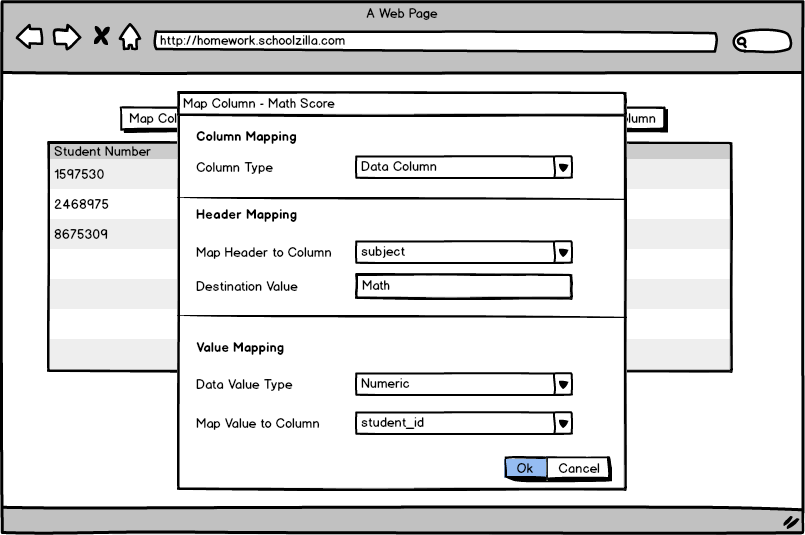 A Web Page
http://homework.schoolzilla.com
Map Column - Math Score
Map Col
lumn
Column Mapping
Student Number
Column Type Data Column
1597530
2468975
Header Mapping
8675309
Map Header to Column subject
Destination Value Math
Value Mapping
Data Value Type Numeric
Map Value to Column student_id
Ok Cancel